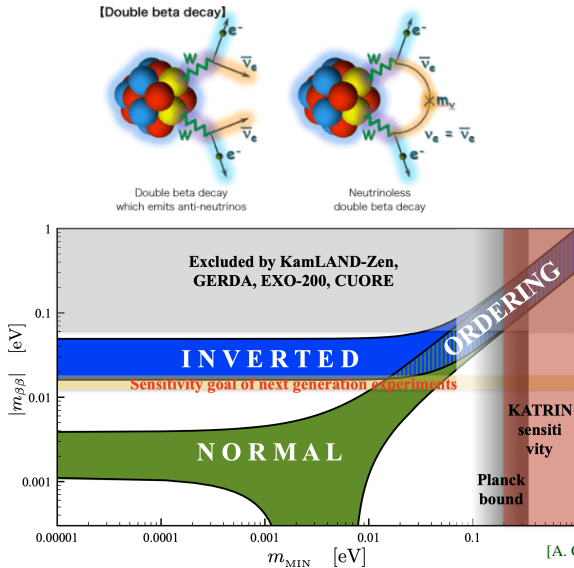 【Double beta decay】
e⁻
W
ν̄e
W
ν̄e
e⁻
Double beta decay
which emits anti-neutrinos
e⁻
W
ν̄e
mν
W
νe = ν̄e
e⁻
Neutrinoless
double beta decay
1
0.1
0.01
0.001
|mββ| [eV]
Excluded by KamLAND-Zen,
GERDA, EXO-200, CUORE
ORDERING
INVERTED
Sensitivity goal of next generation experiments
NORMAL
KATRIN
sensiti
vity
Planck
bound
0.00001
0.0001
0.001
0.01
0.1
mMIN [eV]
[A.